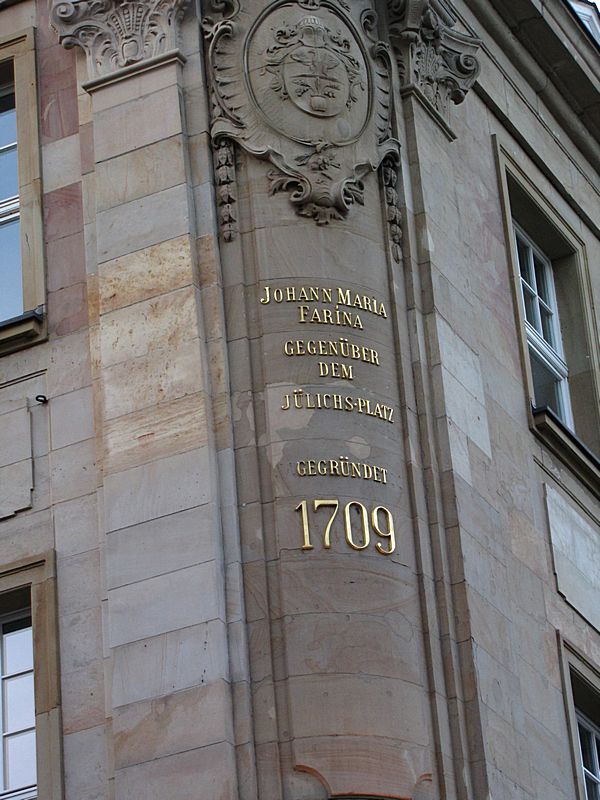 JOHANN MARIA
FARINA
GEGENÜBER
DEM
JÜLICHS-PLATZ
GEGRÜNDET
1709